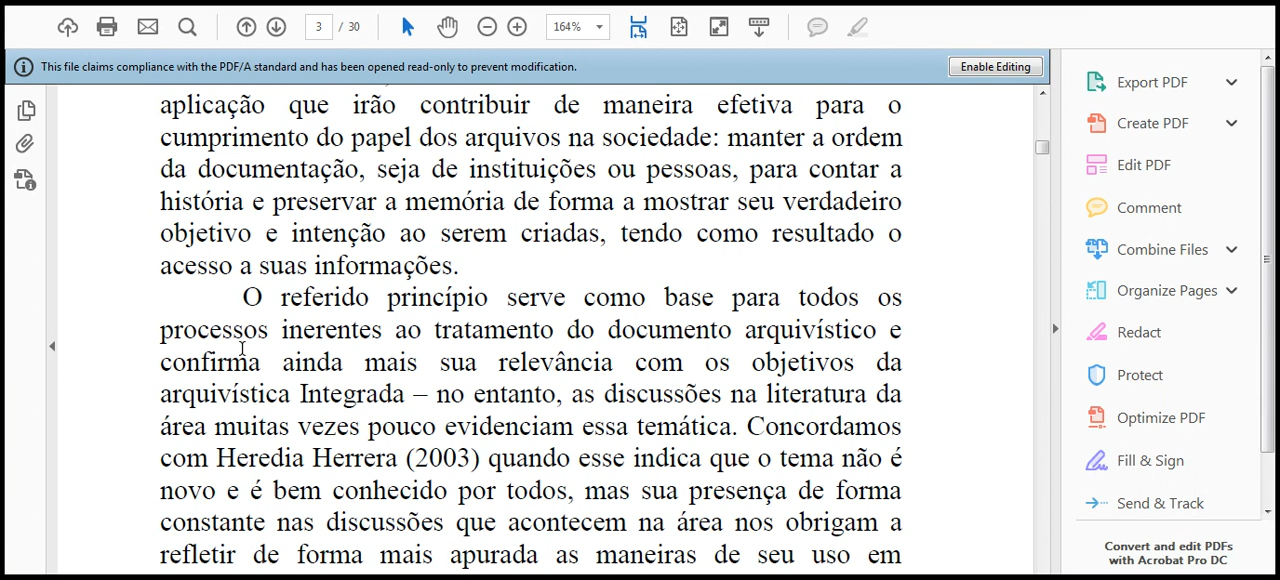 3 / 30
164%
This file claims compliance with the PDF/A standard and has been opened read-only to prevent modification.
Enable Editing
aplicação que irão contribuir de maneira efetiva para o
cumprimento do papel dos arquivos na sociedade: manter a ordem
da documentação, seja de instituições ou pessoas, para contar a
história e preservar a memória de forma a mostrar seu verdadeiro
objetivo e intenção ao serem criadas, tendo como resultado o
acesso a suas informações.
O referido princípio serve como base para todos os
processos inerentes ao tratamento do documento arquivístico e
confirma ainda mais sua relevância com os objetivos da
arquivística Integrada – no entanto, as discussões na literatura da
área muitas vezes pouco evidenciam essa temática. Concordamos
com Heredia Herrera (2003) quando esse indica que o tema não é
novo e é bem conhecido por todos, mas sua presença de forma
constante nas discussões que acontecem na área nos obrigam a
refletir de forma mais apurada as maneiras de seu uso em
Export PDF
Create PDF
Edit PDF
Comment
Combine Files
Organize Pages
Redact
Protect
Optimize PDF
Fill & Sign
Send & Track
Convert and edit PDFs
with Acrobat Pro DC